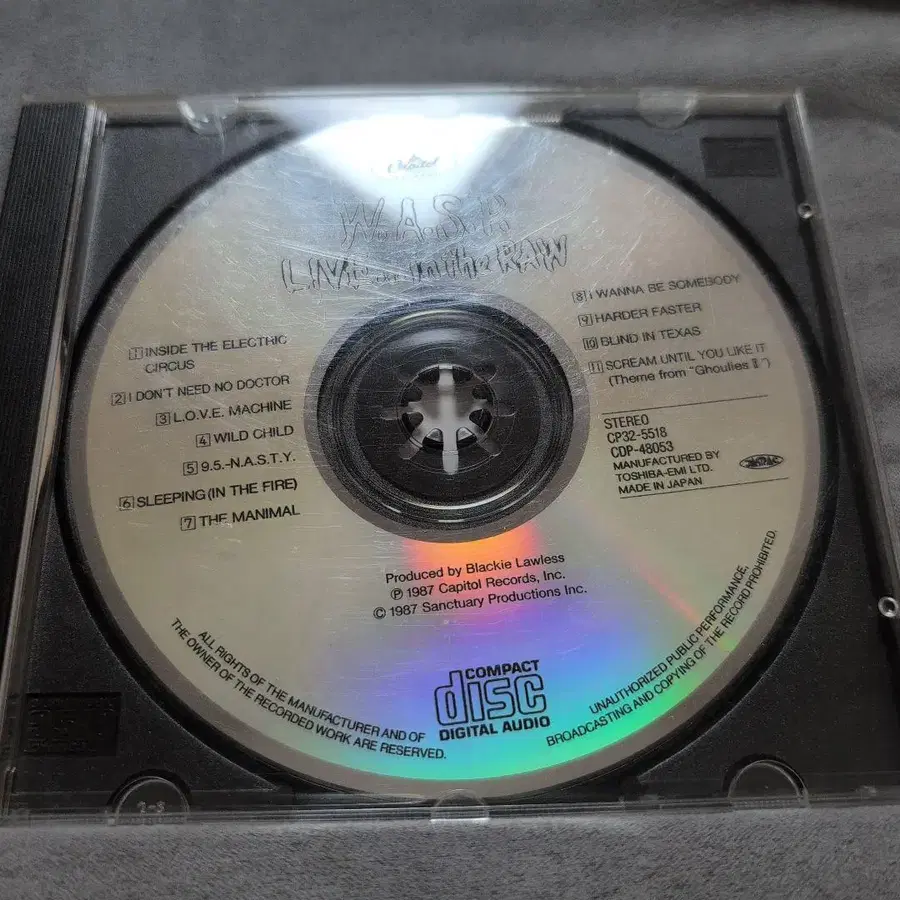 Capitol
W.A.S.P.
LIVE... In the RAW
1 INSIDE THE ELECTRIC
CIRCUS
2 I DON'T NEED NO DOCTOR
3 L.O.V.E. MACHINE
4 WILD CHILD
5 9.5.-N.A.S.T.Y.
6 SLEEPING (IN THE FIRE)
7 THE MANIMAL
8 I WANNA BE SOMEBODY
9 HARDER FASTER
10 BLIND IN TEXAS
11 SCREAM UNTIL YOU LIKE IT
(Theme from "Ghoulies Ⅱ")
STEREO
CP32-5518
CDP-48053
MANUFACTURED BY
TOSHIBA-EMI LTD.
MADE IN JAPAN
Produced by Blackie Lawless
Ⓟ 1987 Capitol Records, Inc.
© 1987 Sanctuary Productions Inc.
ALL RIGHTS OF THE MANUFACTURER AND OF
THE OWNER OF THE RECORDED WORK ARE RESERVED.
COMPACT
disc
DIGITAL AUDIO
UNAUTHORIZED PUBLIC PERFORMANCE,
BROADCASTING AND COPYING OF THE RECORD PROHIBITED.